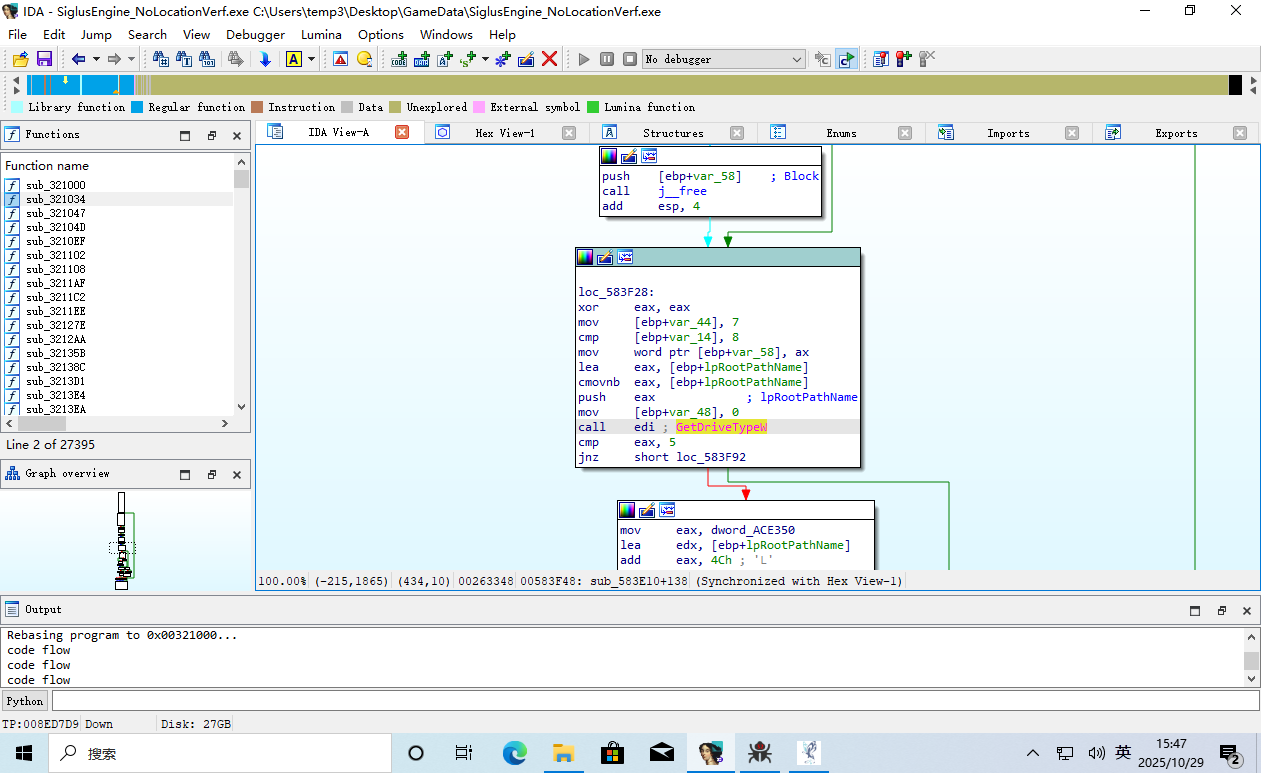 IDA - SiglusEngine_NoLocationVerf.exe C:\Users\temp3\Desktop\GameData\SiglusEngine_NoLocationVerf.exe
File Edit Jump Search View Debugger Lumina Options Windows Help
No debugger
Library function Regular function Instruction Data Unexplored External symbol Lumina function
Functions
IDA View-A Hex View-1 Structures Enums Imports Exports
Function name
sub_321000
sub_321034
sub_321047
sub_32104D
sub_3210EF
sub_321102
sub_321108
sub_3211AF
sub_3211C2
sub_3211EE
sub_32127E
sub_3212AA
sub_32135B
sub_32138C
sub_3213D1
sub_3213E4
sub_3213EA
Line 2 of 27395
Graph overview
push [ebp+var_58] ; Block
call j__free
add esp, 4
loc_583F28:
xor eax, eax
mov [ebp+var_44], 7
cmp [ebp+var_14], 8
mov word ptr [ebp+var_58], ax
lea eax, [ebp+lpRootPathName]
cmovnb eax, [ebp+lpRootPathName]
push eax ; lpRootPathName
mov [ebp+var_48], 0
call edi ; GetDriveTypeW
cmp eax, 5
jnz short loc_583F92
mov eax, dword_ACE350
lea edx, [ebp+lpRootPathName]
add eax, 4Ch ; 'L'
100.00% (-215,1865) (434,10) 00263348 00583F48: sub_583E10+138 (Synchronized with Hex View-1)
Output
Rebasing program to 0x00321000...
code flow
code flow
code flow
Python
TP:008ED7D9 Down Disk: 27GB
搜索
英
15:47
2025/10/29
2